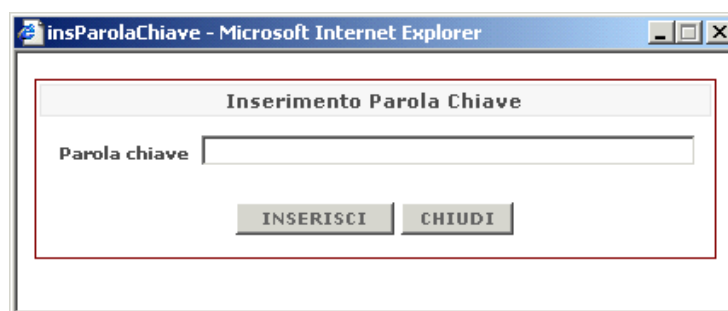 insParolaChiave - Microsoft Internet Explorer
Inserimento Parola Chiave
Parola chiave
INSERISCI CHIUDI